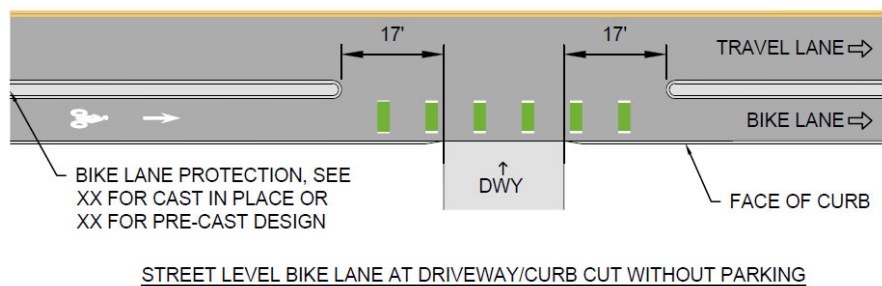 17'
17'
TRAVEL LANE
BIKE LANE
BIKE LANE PROTECTION, SEE
XX FOR CAST IN PLACE OR
XX FOR PRE-CAST DESIGN
DWY
FACE OF CURB
STREET LEVEL BIKE LANE AT DRIVEWAY/CURB CUT WITHOUT PARKING